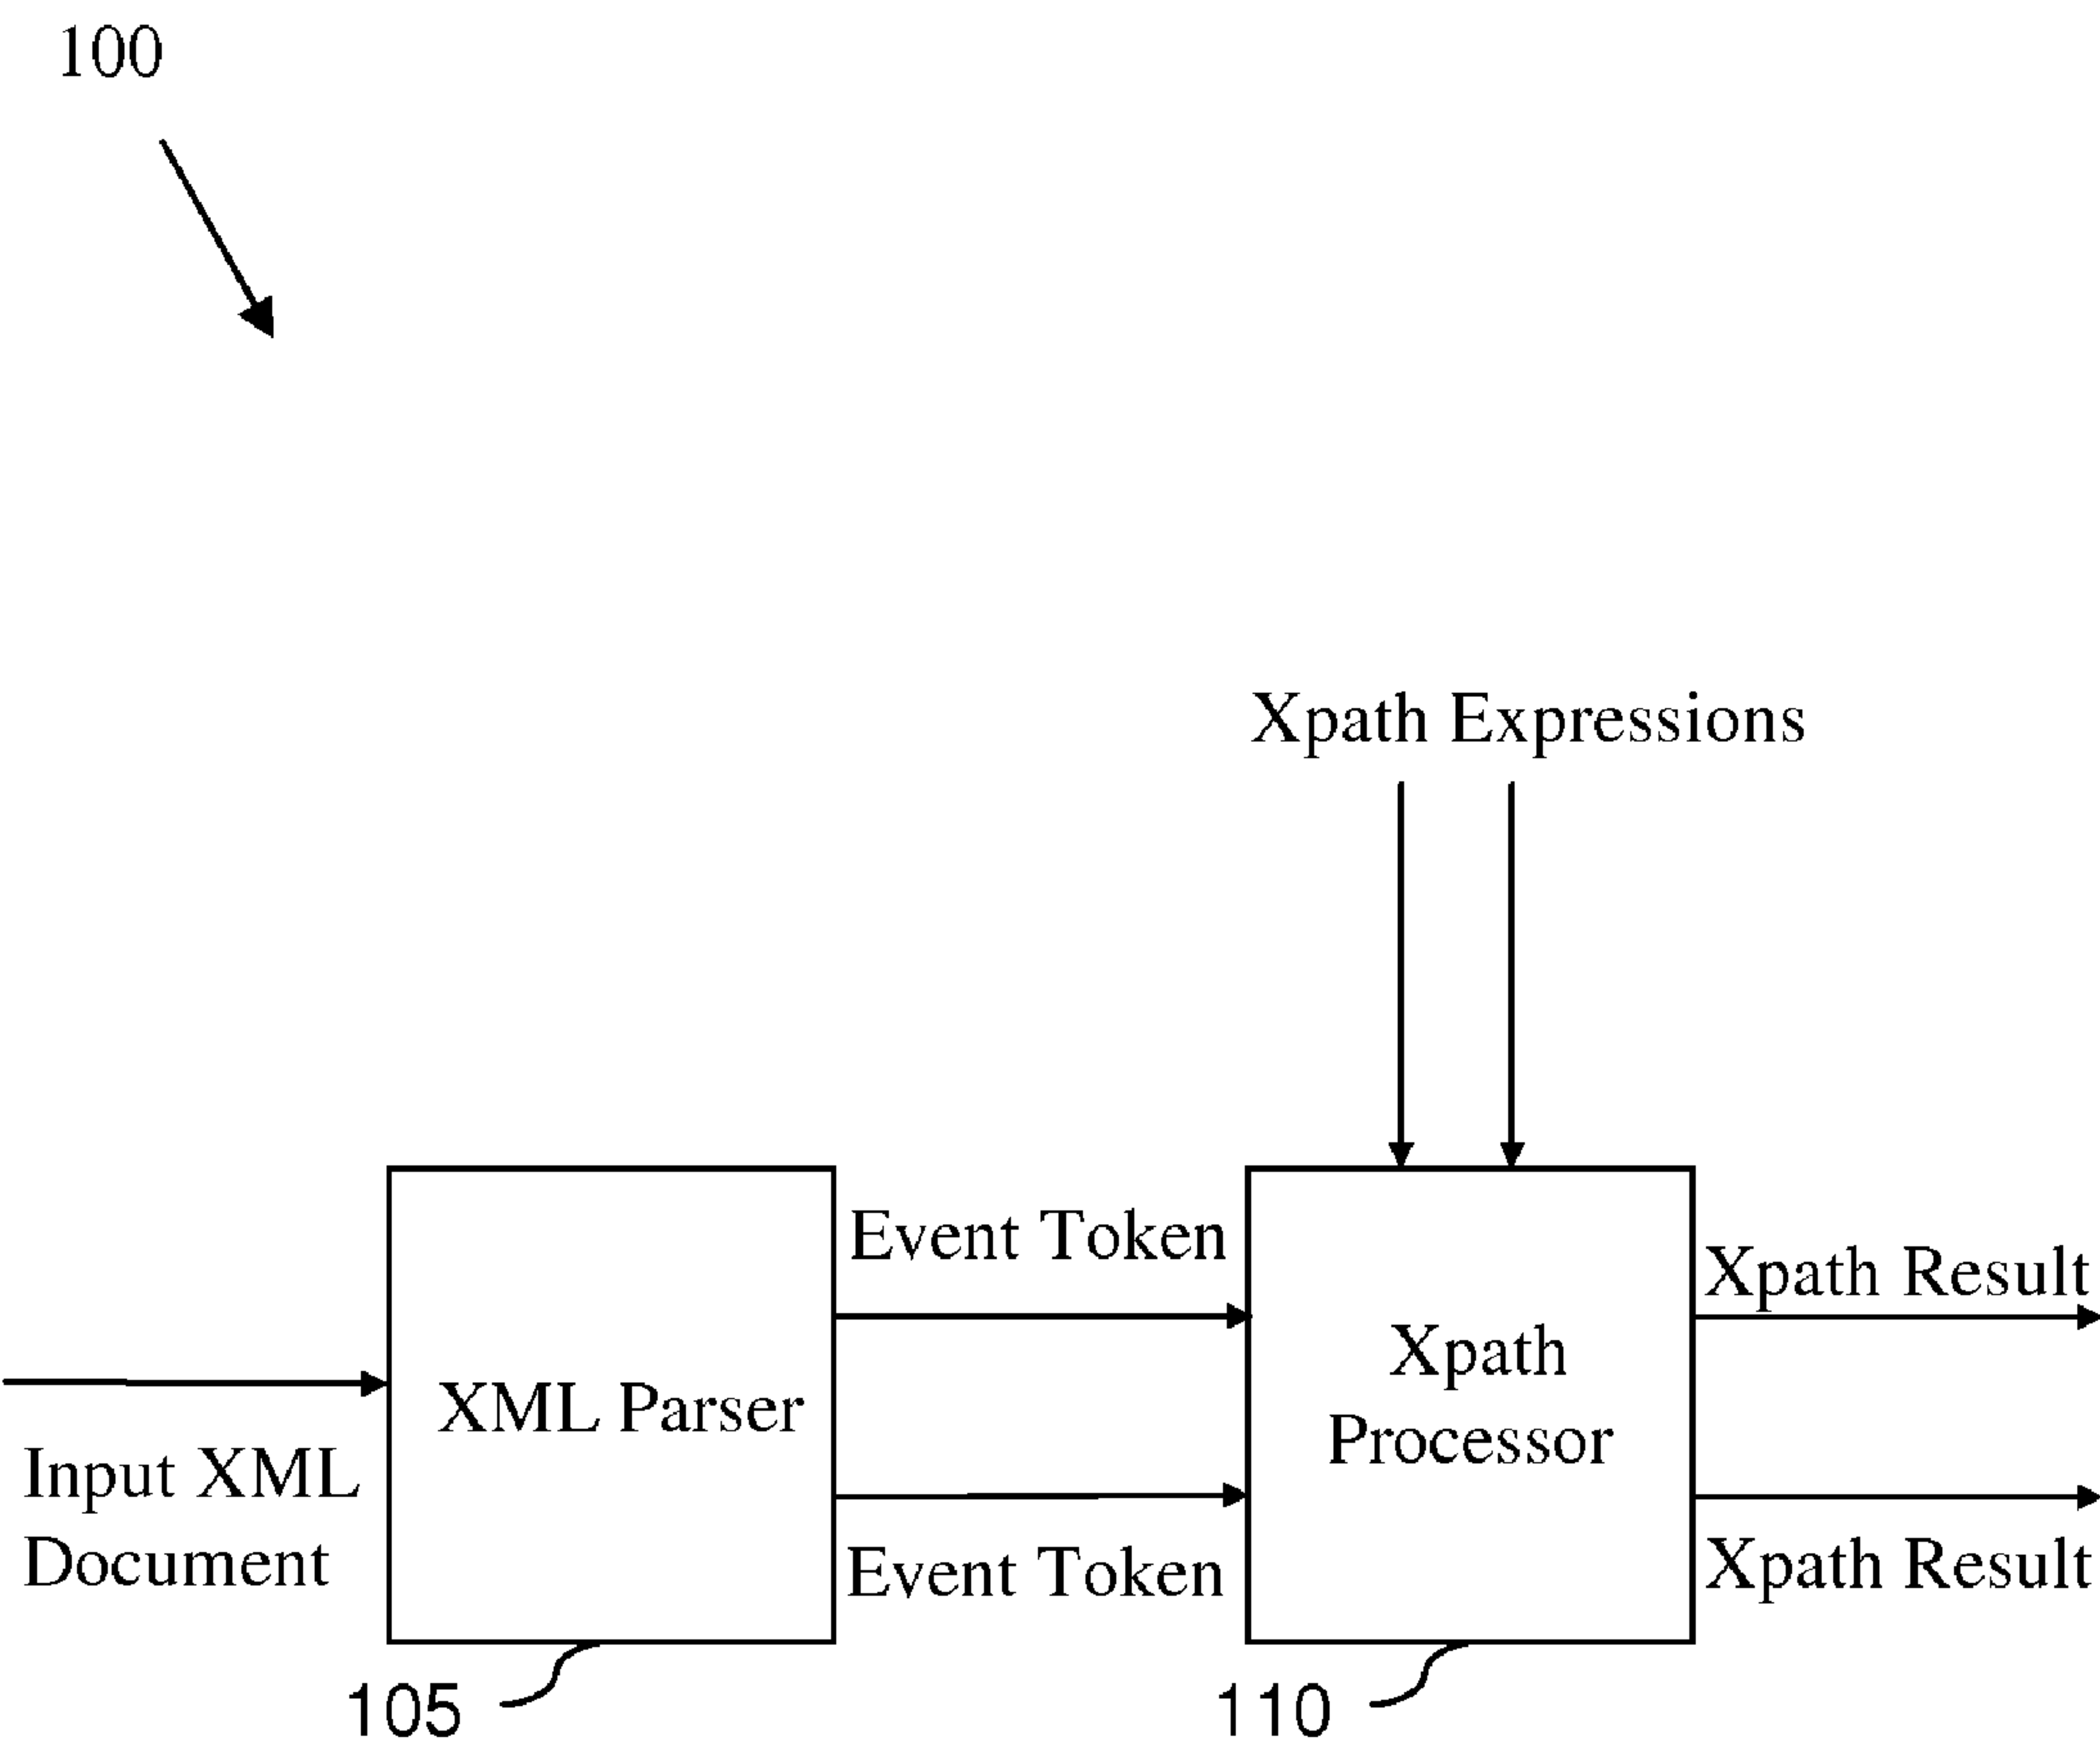 100
Xpath Expressions
Event Token
Xpath Result
XML Parser
Xpath
Processor
Input XML
Document
Event Token
Xpath Result
105
110